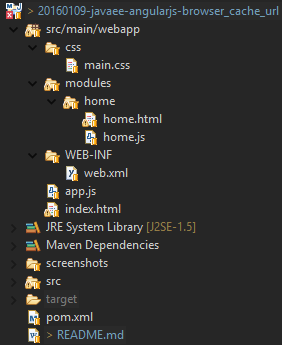 > 20160109-javaee-angularjs-browser_cache_url
src/main/webapp
css
main.css
modules
home
home.html
home.js
WEB-INF
web.xml
app.js
index.html
JRE System Library [J2SE-1.5]
Maven Dependencies
screenshots
src
target
pom.xml
> README.md